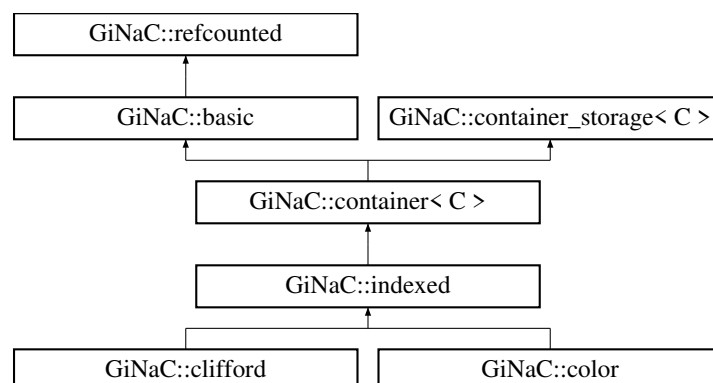 GiNaC::refcounted
GiNaC::basic
GiNaC::container_storage< C >
GiNaC::container< C >
GiNaC::indexed
GiNaC::clifford
GiNaC::color